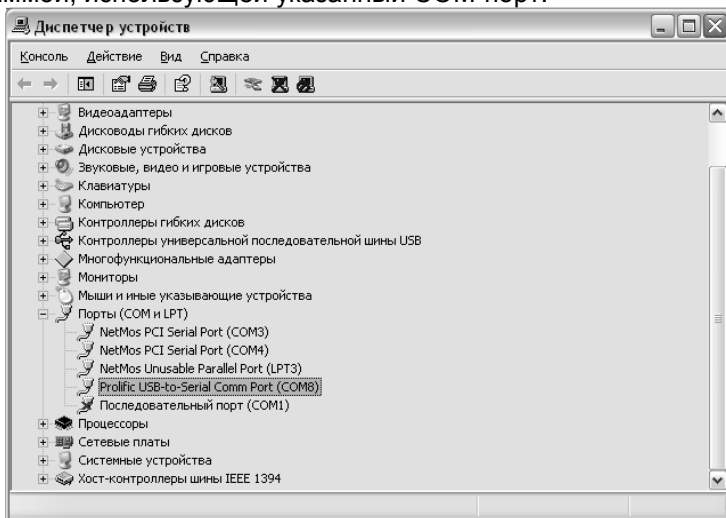 использующей указанный COM-порт.
Диспетчер устройств
Консоль Действие Вид Справка
Видеоадаптеры
Дисководы гибких дисков
Дисковые устройства
Звуковые, видео и игровые устройства
Клавиатуры
Компьютер
Контроллеры гибких дисков
Контроллеры универсальной последовательной шины USB
Многофункциональные адаптеры
Мониторы
Мыши и иные указывающие устройства
Порты (COM и LPT)
NetMos PCI Serial Port (COM3)
NetMos PCI Serial Port (COM4)
NetMos Unusable Parallel Port (LPT3)
Prolific USB-to-Serial Comm Port (COM8)
Последовательный порт (COM1)
Процессоры
Сетевые платы
Системные устройства
Хост-контроллеры шины IEEE 1394